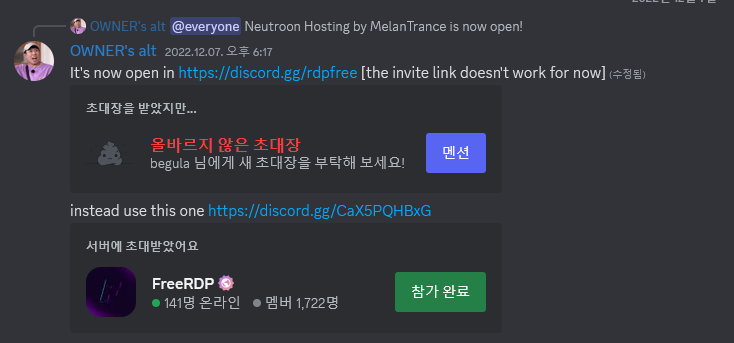 OWNER's alt @everyone Neutroon Hosting by MelanTrance is now open!
OWNER's alt 2022.12.07. 오후 6:17
It's now open in https://discord.gg/rdpfree [the invite link doesn't work for now] (수정됨)
초대장을 받았지만...
올바르지 않은 초대장
begula 님에게 새 초대장을 부탁해 보세요!
멘션
instead use this one https://discord.gg/CaX5PQHBxG
서버에 초대받았어요
FreeRDP
141명 온라인 멤버 1,722명
참가 완료